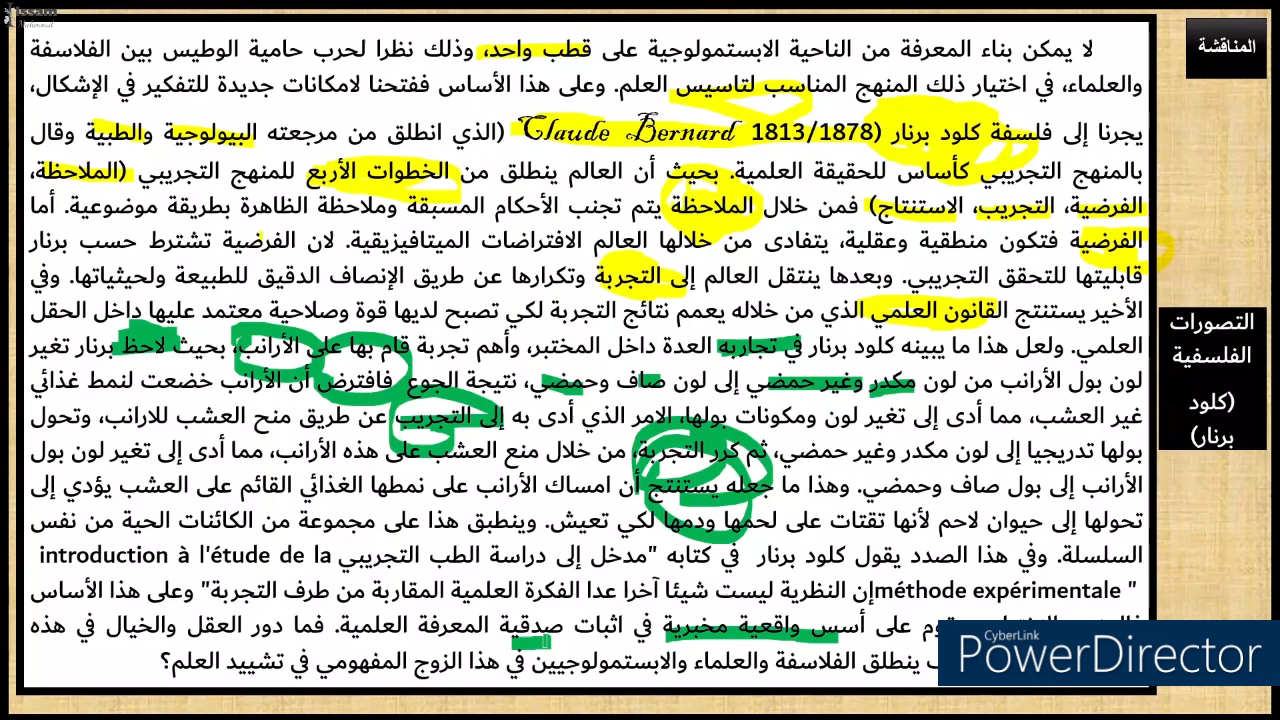 Issam
المناقشة
لا يمكن بناء المعرفة من الناحية الابستمولوجية على قطب واحد، وذلك نظرا لحرب حامية الوطيس بين الفلاسفة
والعلماء، في اختيار ذلك المنهج المناسب لتاسيس العلم. وعلى هذا الأساس ففتحنا لامكانات جديدة للتفكير في الإشكال،
يجرنا إلى فلسفة كلود برنار (Claude Bernard 1813/1878 (الذي انطلق من مرجعته البيولوجية والطبية وقال
بالمنهج التجريبي كأساس للحقيقة العلمية. بحيث أن العالم ينطلق من الخطوات الأربع للمنهج التجريبي (الملاحظة،
الفرضية، التجريب، الاستنتاج) فمن خلال الملاحظة يتم تجنب الأحكام المسبقة وملاحظة الظاهرة بطريقة موضوعية. أما
الفرضية فتكون منطقية وعقلية، يتفادى من خلالها العالم الافتراضات الميتافيزيقية. لان الفرضية تشترط حسب برنار
قابليتها للتحقق التجريبي. وبعدها ينتقل العالم إلى التجربة وتكرارها عن طريق الإنصاف الدقيق للطبيعة ولحيثياتها. وفي
الأخير يستنتج القانون العلمي الذي من خلاله يعمم نتائج التجربة لكي تصبح لديها قوة وصلاحية معتمد عليها داخل الحقل
العلمي. ولعل هذا ما يبينه كلود برنار في تجاربه العدة داخل المختبر، وأهم تجربة قام بها على الأرانب، بحيث لاحظ برنار تغير
لون بول الأرانب من لون مكدر وغير حمضي إلى لون صاف وحمضي، نتيجة الجوع فافترض أن الأرانب خضعت لنمط غذائي
غير العشب، مما أدى إلى تغير لون ومكونات بولها، الامر الذي أدى به إلى التجريب عن طريق منح العشب للارانب، وتحول
بولها تدريجيا إلى لون مكدر وغير حمضي، ثم كرر التجربة، من خلال منع العشب على هذه الأرانب، مما أدى إلى تغير لون بول
الأرانب إلى بول صاف وحمضي. وهذا ما جعله يستنتج أن امساك الأرانب على نمطها الغذائي القائم على العشب يؤدي إلى
تحولها إلى حيوان لاحم لأنها تقتات على لحمها ودمها لكي تعيش. وينطبق هذا على مجموعة من الكائنات الحية من نفس
السلسلة. وفي هذا الصدد يقول كلود برنار في كتابه "مدخل إلى دراسة الطب التجريبي introduction à l'étude de la
méthode expérimentale " إن النظرية ليست شيئا آخرا عدا الفكرة العلمية المقاربة من طرف التجربة" وعلى هذا الأساس
على أسس واقعية مخبرية في اثبات صدقية المعرفة العلمية. فما دور العقل والخيال في هذه
ينطلق الفلاسفة والعلماء والابستمولوجيين في هذا الزوج المفهومي في تشييد العلم؟
التصورات
الفلسفية
(كلود
برنار)
CyberLink
PowerDirector